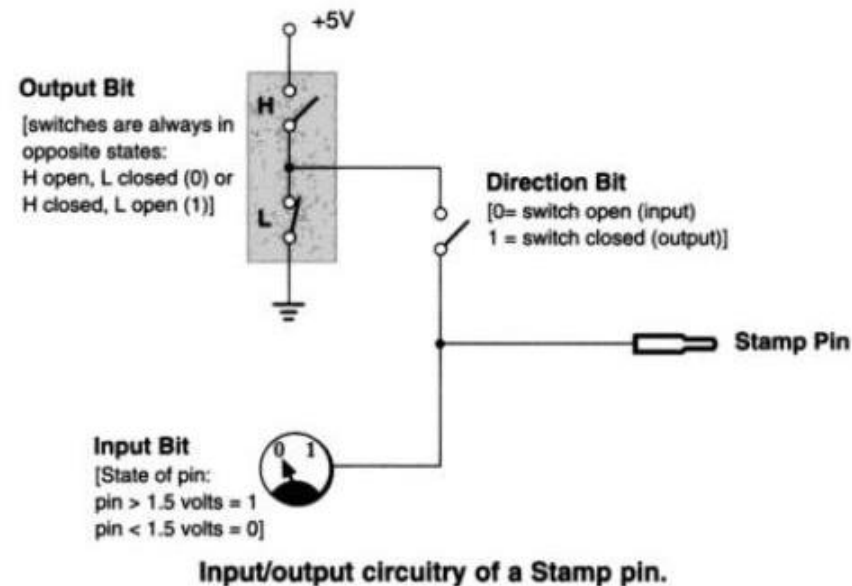 +5V
Output Bit
[switches are always in
opposite states:
H open, L closed (0) or
H closed, L open (1)]
H
L
Direction Bit
[0= switch open (input)
1 = switch closed (output)]
Stamp Pin
Input Bit
[State of pin:
pin > 1.5 volts = 1
pin < 1.5 volts = 0]
0 1
Input/output circuitry of a Stamp pin.